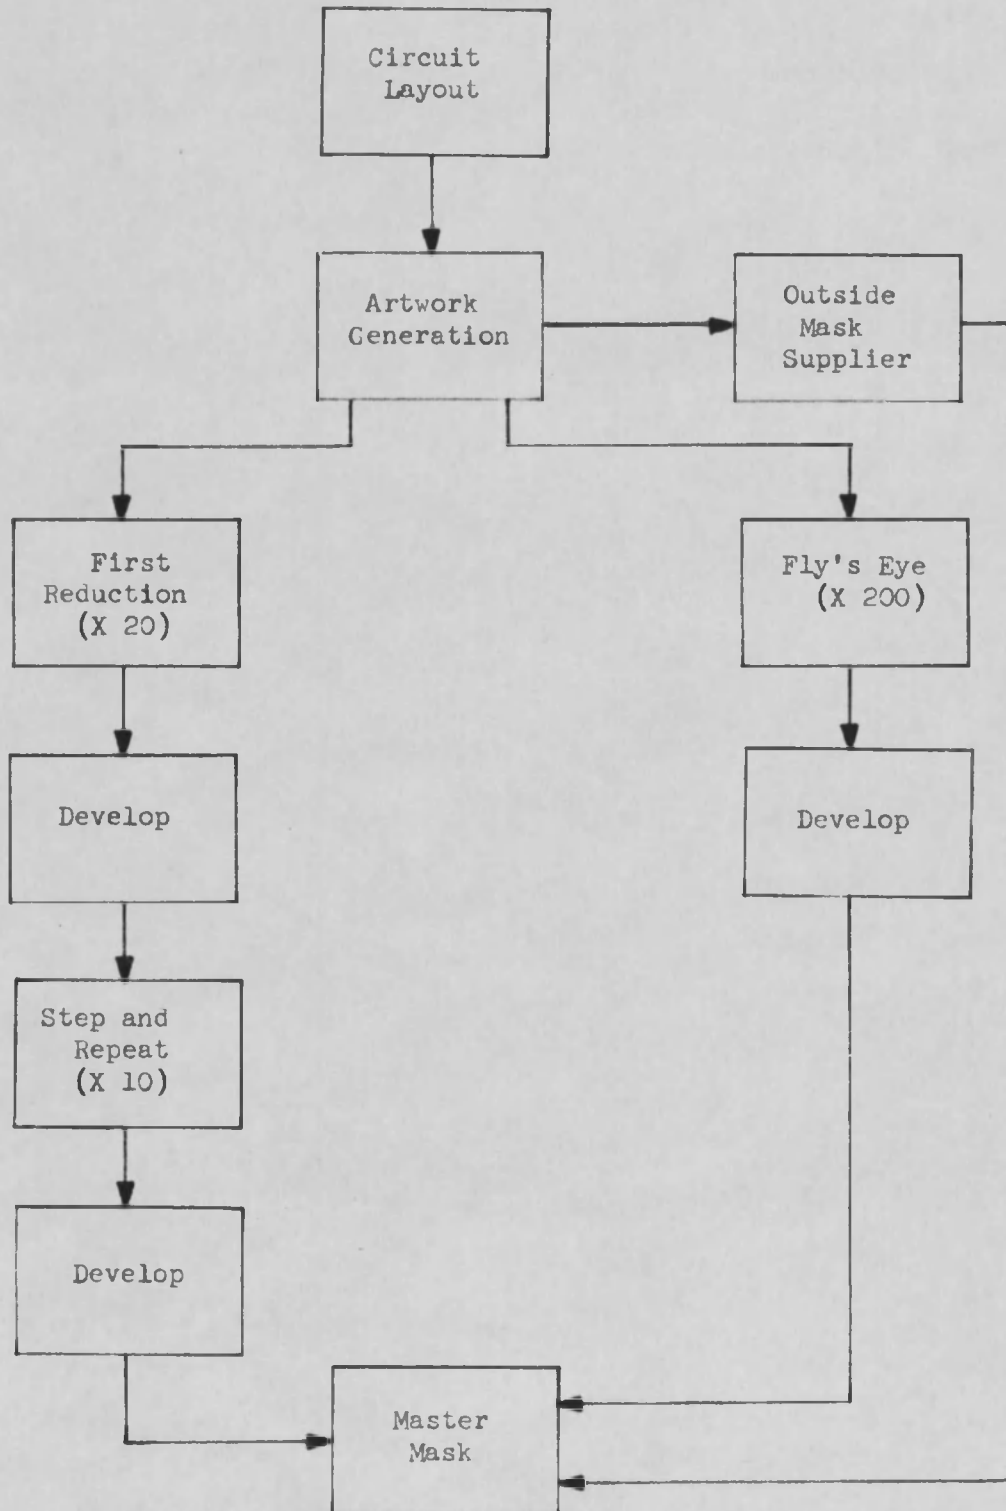 Circuit
Layout
Artwork
Generation
Outside
Mask
Supplier
First
Reduction
(X 20)
Fly's Eye
(X 200)
Develop
Develop
Step and
Repeat
(X 10)
Develop
Master
Mask